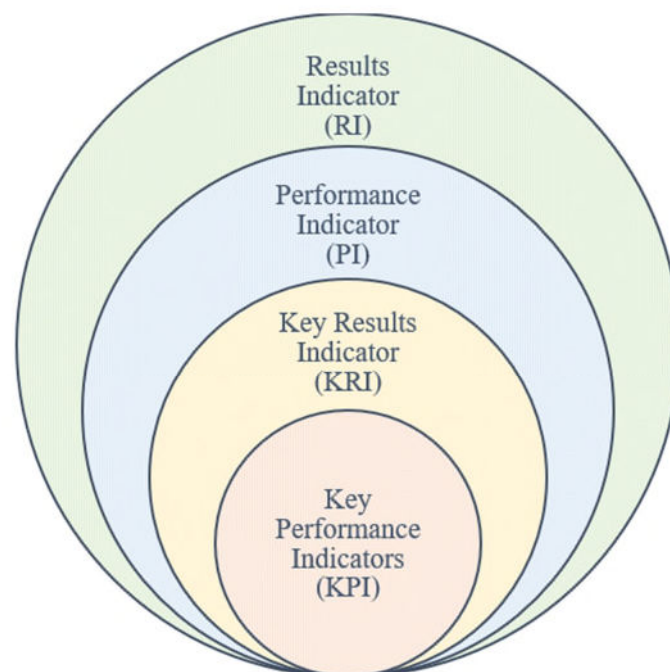 Results
Indicator
(RI)
Performance
Indicator
(PI)
Key Results
Indicator
(KRI)
Key
Performance
Indicators
(KPI)